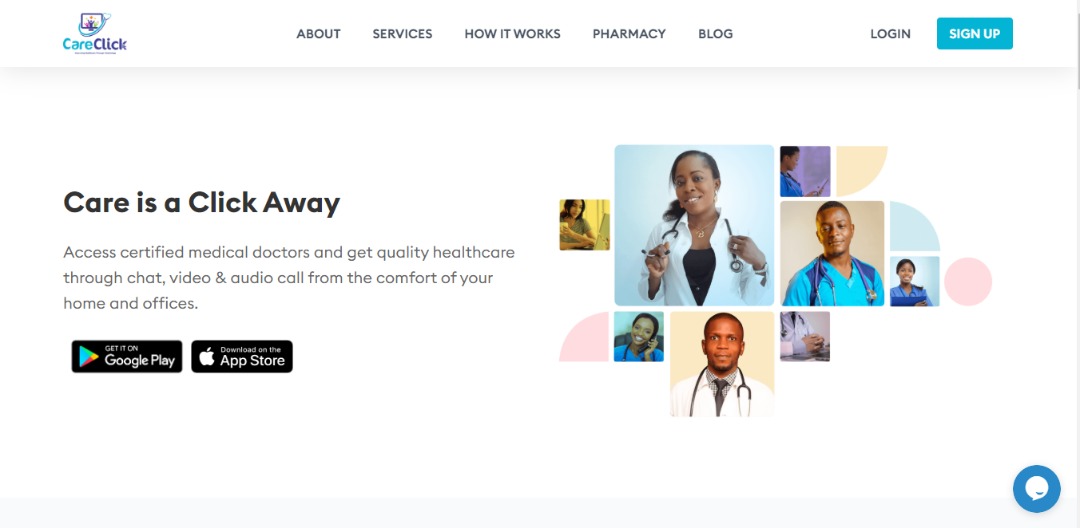 CareClick
ABOUT
SERVICES
HOW IT WORKS
PHARMACY
BLOG
LOGIN
SIGN UP
Care is a Click Away
Access certified medical doctors and get quality healthcare
through chat, video & audio call from the comfort of your
home and offices.
GET IT ON
Google Play
Download on the
App Store